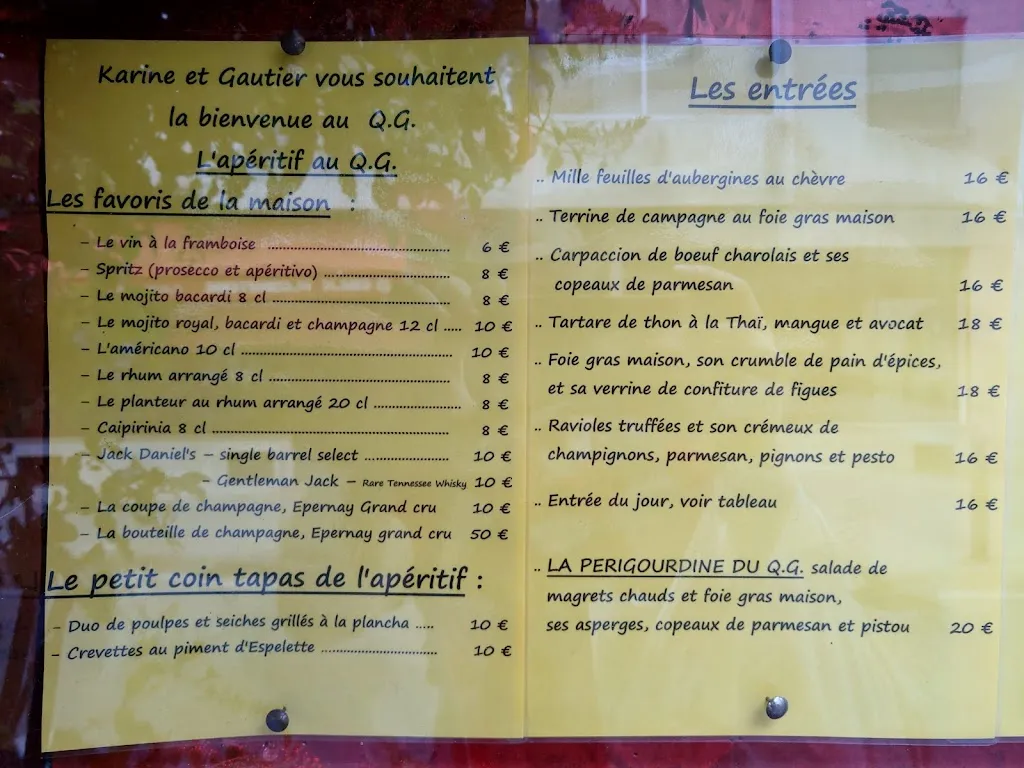 Karine et Gautier vous souhaitent
la bienvenue au Q.G.
L'apéritif au Q.G.
Les favoris de la maison :
- Le vin à la framboise ........................................ 6 €
- Spritz (prosecco et apéritivo) ............................ 8 €
- Le mojito bacardi 8 cl ........................................ 8 €
- Le mojito royal, bacardi et champagne 12 cl ..... 10 €
- L'américano 10 cl ................................................ 10 €
- Le rhum arrangé 8 cl .......................................... 8 €
- Le planteur au rhum arrangé 20 cl .................... 8 €
- Caipirinia 8 cl ...................................................... 8 €
- Jack Daniel's – single barrel select ................... 10 €
- Gentleman Jack – Rare Tennessee Whisky 10 €
- La coupe de champagne, Epernay Grand cru 10 €
- La bouteille de champagne, Epernay grand cru 50 €
Le petit coin tapas de l'apéritif :
- Duo de poulpes et seiches grillés à la plancha ..... 10 €
- Crevettes au piment d'Espelette ........................... 10 €
Les entrées
.. Mille feuilles d'aubergines au chèvre 16 €
.. Terrine de campagne au foie gras maison 16 €
.. Carpaccion de boeuf charolais et ses
copeaux de parmesan 16 €
.. Tartare de thon à la Thaï, mangue et avocat 18 €
.. Foie gras maison, son crumble de pain d'épices,
et sa verrine de confiture de figues 18 €
.. Ravioles truffées et son crémeux de
champignons, parmesan, pignons et pesto 16 €
.. Entrée du jour, voir tableau 16 €
.. LA PERIGOURDINE DU Q.G. salade de
magrets chauds et foie gras maison,
ses asperges, copeaux de parmesan et pistou 20 €